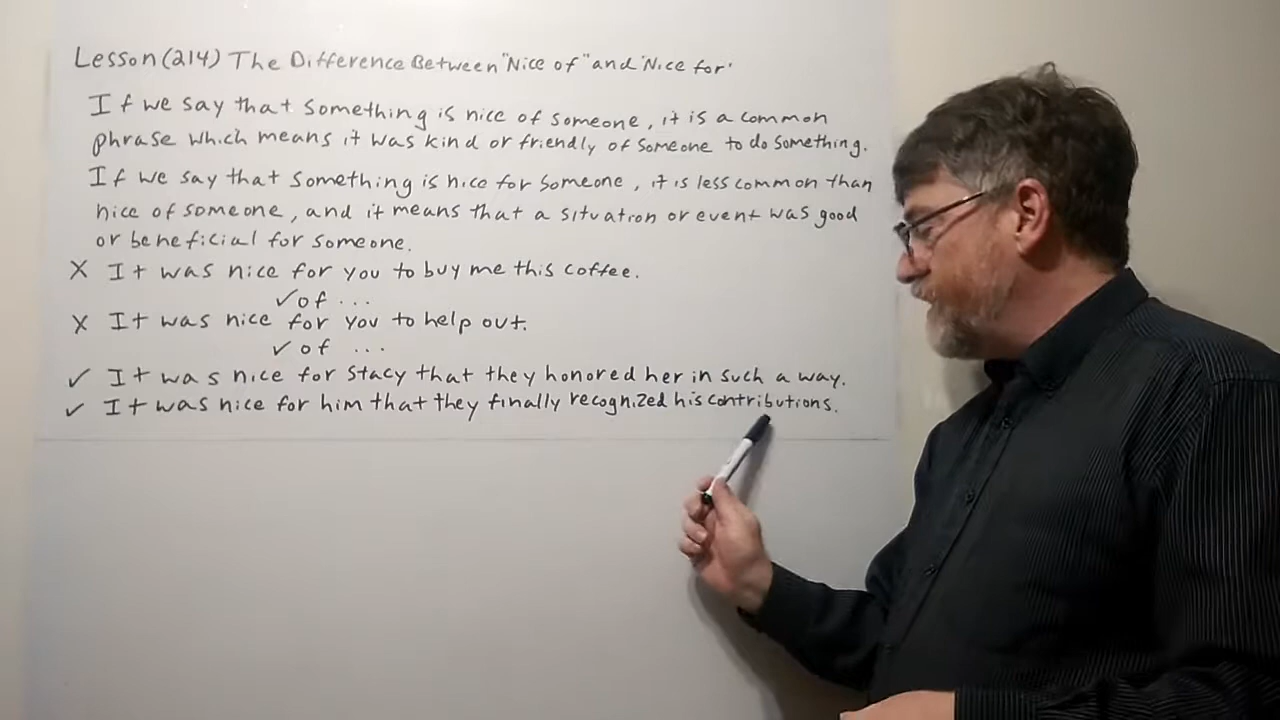 Lesson (214) The Difference Between "Nice of" and "Nice for"
If we say that something is nice of someone, it is a common
phrase which means it was kind or friendly of someone to do something.
If we say that something is nice for someone, it is less common than
nice of someone, and it means that a situation or event was good
or beneficial for someone.
X It was nice for you to buy me this coffee.
✓ of ...
X It was nice for you to help out.
✓ of ...
✓ It was nice for Stacy that they honored her in such a way.
✓ It was nice for him that they finally recognized his contributions.